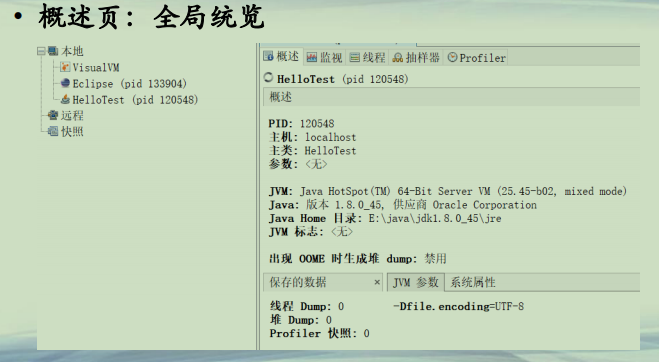 • 概述页：全局统览
本地
VisualVM
Eclipse (pid 133904)
HelloTest (pid 120548)
远程
快照
概述 监视 线程 抽样器 Profiler
HelloTest (pid 120548)
概述
PID: 120548
主机: localhost
主类: HelloTest
参数: <无>
JVM: Java HotSpot(TM) 64-Bit Server VM (25.45-b02, mixed mode)
Java: 版本 1.8.0_45, 供应商 Oracle Corporation
Java Home 目录: E:\java\jdk1.8.0_45\jre
JVM 标志: <无>
出现 OOME 时生成堆 dump: 禁用
保存的数据 × JVM 参数 系统属性
线程 Dump: 0 -Dfile.encoding=UTF-8
堆 Dump: 0
Profiler 快照: 0